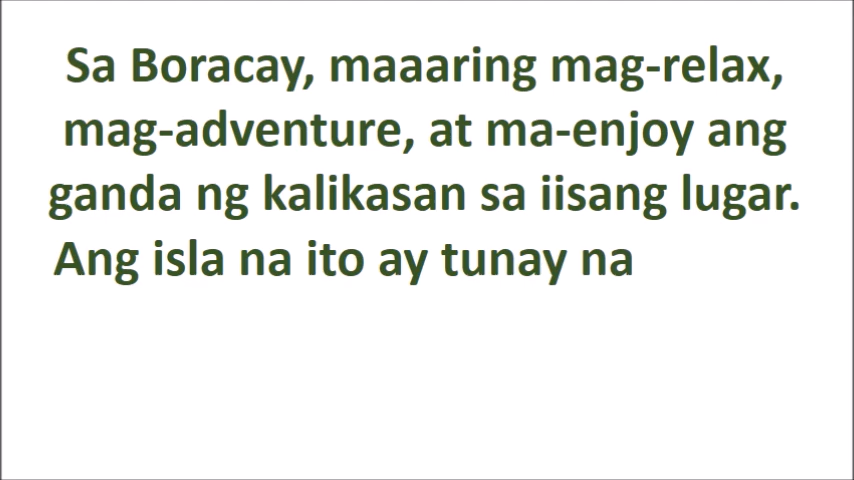 Sa Boracay, maaaring mag-relax,
mag-adventure, at ma-enjoy ang
ganda ng kalikasan sa iisang lugar.
Ang isla na ito ay tunay na